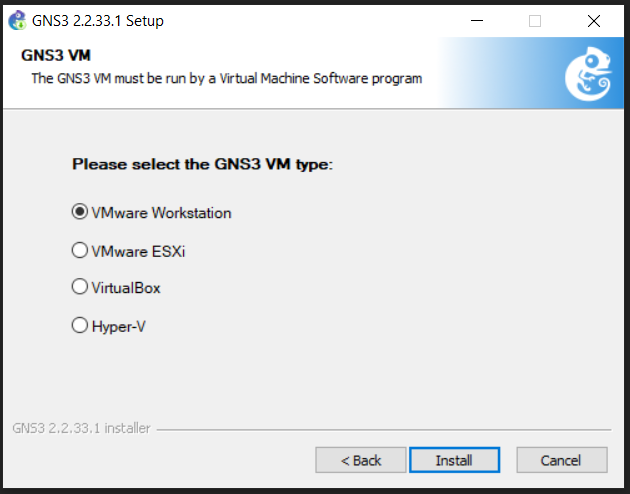 GNS3 2.2.33.1 Setup
GNS3 VM
The GNS3 VM must be run by a Virtual Machine Software program
Please select the GNS3 VM type:
VMware Workstation
VMware ESXi
VirtualBox
Hyper-V
GNS3 2.2.33.1 installer
< Back
Install
Cancel